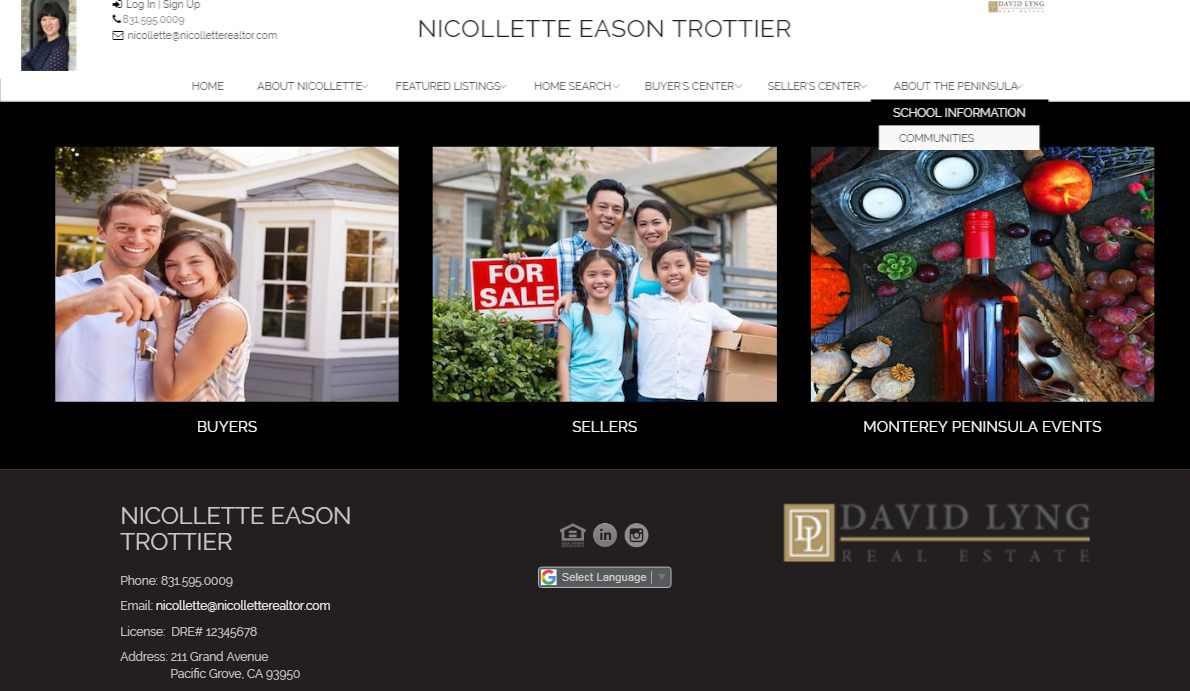 Log In | Sign Up
831.595.0009
nicollette@nicolletterealtor.com
NICOLLETTE EASON TROTTIER
DAVID LYNG
REAL ESTATE
HOME ABOUT NICOLLETTE FEATURED LISTINGS HOME SEARCH BUYER'S CENTER SELLER'S CENTER ABOUT THE PENINSULA
SCHOOL INFORMATION
COMMUNITIES
FOR
SALE
BUYERS SELLERS MONTEREY PENINSULA EVENTS
NICOLLETTE EASON
TROTTIER
Phone: 831.595.0009
Email: nicollette@nicolletterealtor.com
License: DRE# 12345678
Address: 211 Grand Avenue
Pacific Grove, CA 93950
in
G Select Language
DL DAVID LYNG
REAL ESTATE